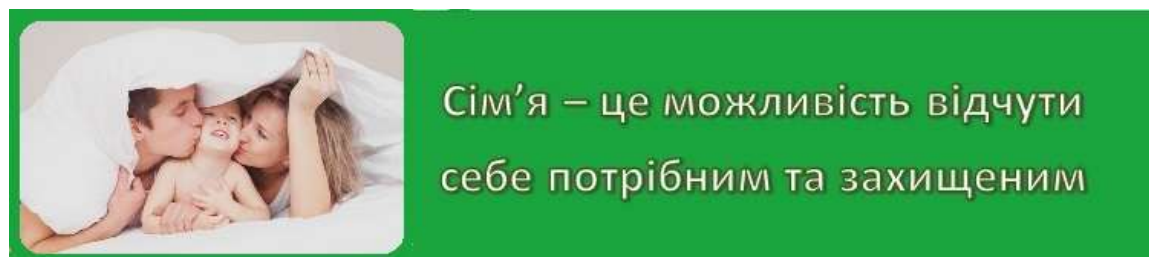 Сім’я – це можливість відчути
себе потрібним та захищеним